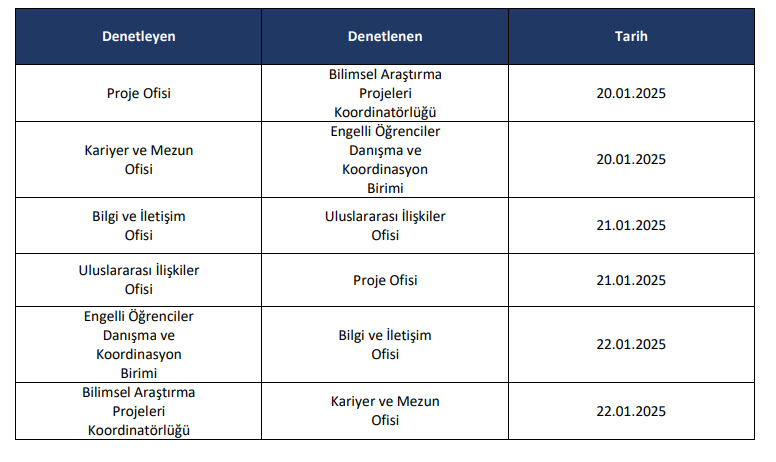 Denetleyen Denetlenen Tarih
Proje Ofisi
Bilimsel Araştırma
Projeleri
Koordinatörlüğü
20.01.2025
Kariyer ve Mezun
Ofisi
Engelli Öğrenciler
Danışma ve
Koordinasyon
Birimi
20.01.2025
Bilgi ve İletişim
Ofisi
Uluslararası İlişkiler
Ofisi
21.01.2025
Uluslararası İlişkiler
Ofisi
Proje Ofisi
21.01.2025
Engelli Öğrenciler
Danışma ve
Koordinasyon
Birimi
Bilgi ve İletişim
Ofisi
22.01.2025
Bilimsel Araştırma
Projeleri
Koordinatörlüğü
Kariyer ve Mezun
Ofisi
22.01.2025